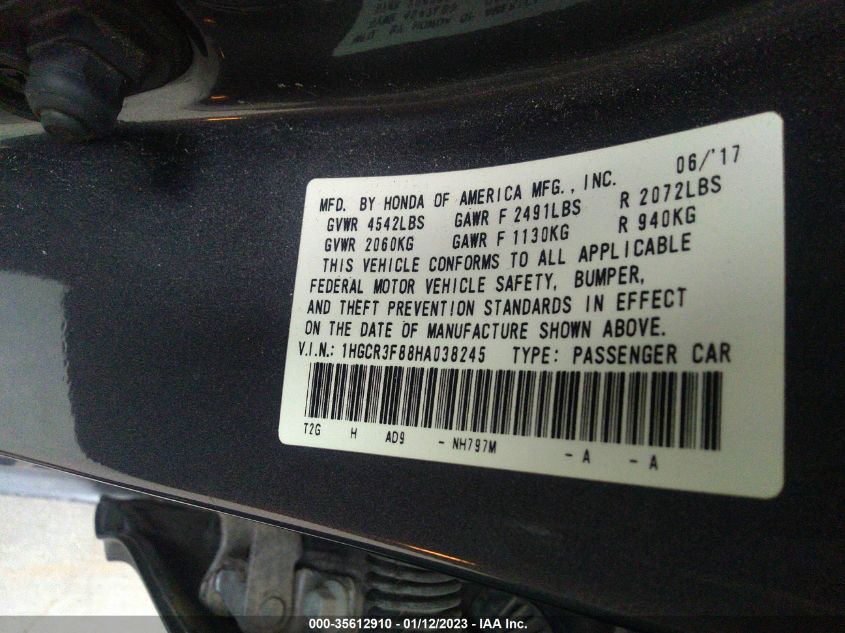 06/'17
MFD. BY HONDA OF AMERICA MFG., INC.
GVWR 4542LBS GAWR F 2491LBS R 2072LBS
GVWR 2060KG GAWR F 1130KG R 940KG
THIS VEHICLE CONFORMS TO ALL APPLICABLE
FEDERAL MOTOR VEHICLE SAFETY, BUMPER,
AND THEFT PREVENTION STANDARDS IN EFFECT
ON THE DATE OF MANUFACTURE SHOWN ABOVE.
V.I.N.: 1HGCR3F88HA038245 TYPE: PASSENGER CAR
T2G H AD9 - NH797M - A - A
000-35612910 - 01/12/2023 - IAA Inc.